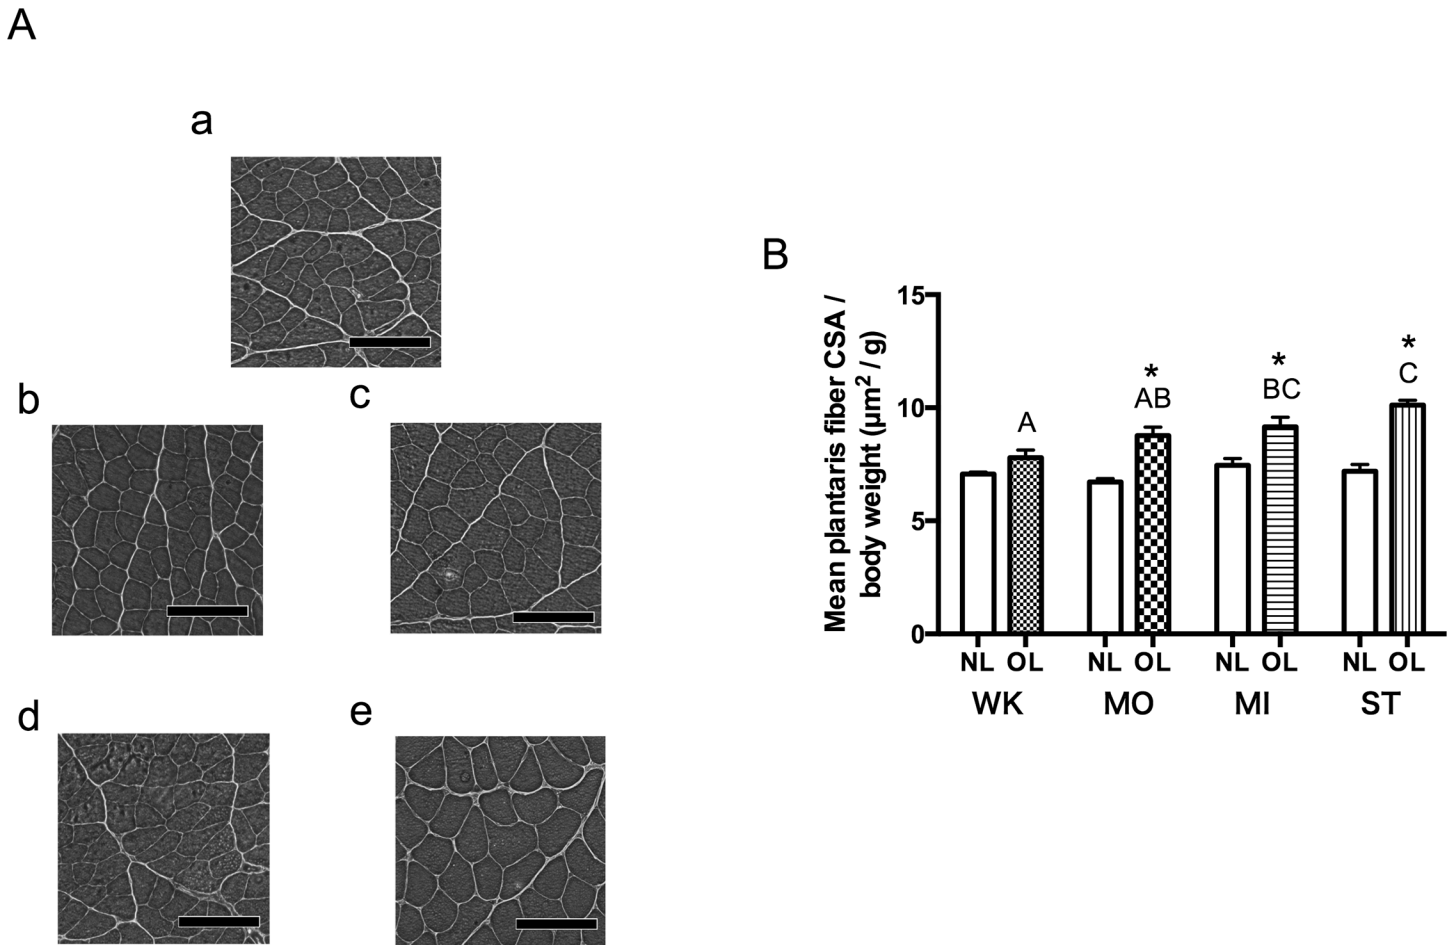 A
a
b
c
d
e
B
Mean plantaris fiber CSA /
body weight (µm² / g)
15
10
5
0
A
*
AB
*
BC
*
C
NL OL NL OL NL OL NL OL
WK MO MI ST